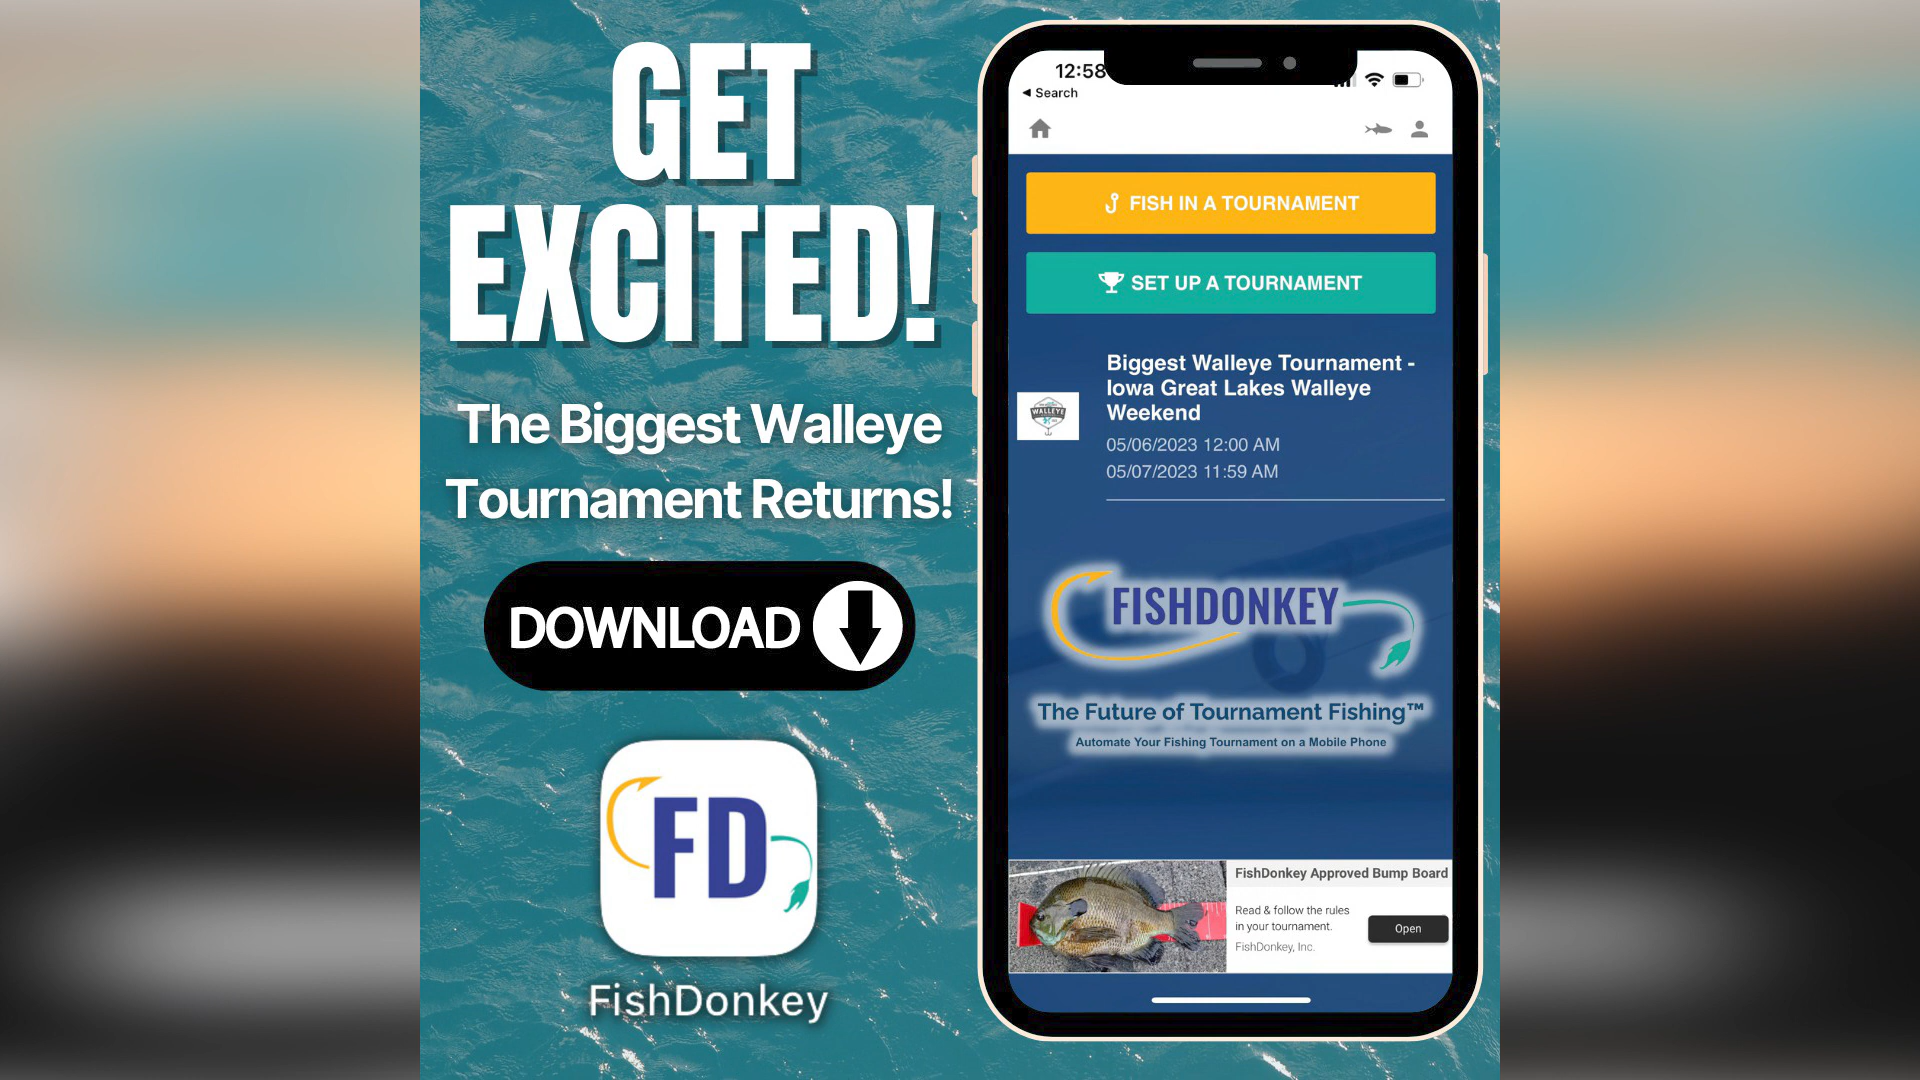 GET
EXCITED!
The Biggest Walleye
Tournament Returns!
DOWNLOAD
FD
FishDonkey
12:58
◀ Search
FISH IN A TOURNAMENT
SET UP A TOURNAMENT
WALLEYE
Biggest Walleye Tournament -
Iowa Great Lakes Walleye
Weekend
05/06/2023 12:00 AM
05/07/2023 11:59 AM
FISHDONKEY
The Future of Tournament Fishing™
Automate Your Fishing Tournament on a Mobile Phone
FishDonkey Approved Bump Board
Read & follow the rules
in your tournament.
FishDonkey, Inc.
Open